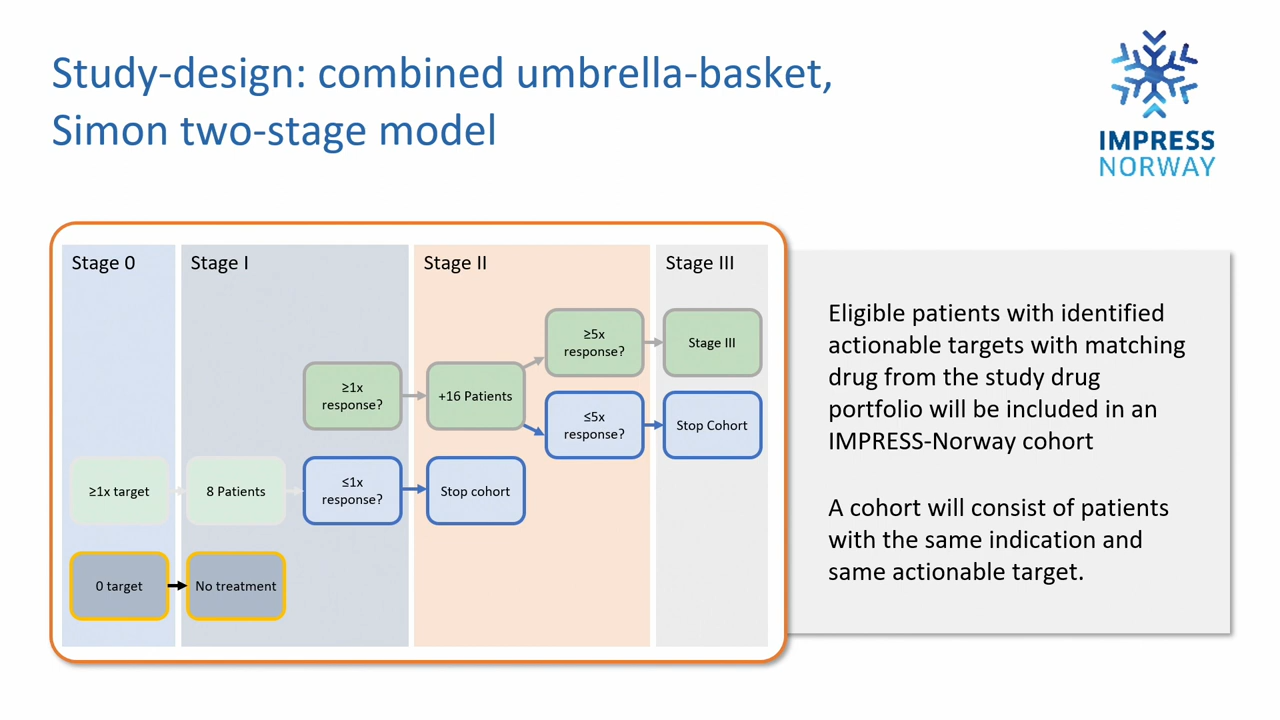 Study-design: combined umbrella-basket,
Simon two-stage model
IMPRESS
NORWAY
Stage 0
Stage I
Stage II
Stage III
≥5x
response?
Stage III
≥1x
response?
+16 Patients
≤5x
response?
Stop Cohort
≥1x target
8 Patients
≤1x
response?
Stop cohort
0 target
No treatment
Eligible patients with identified
actionable targets with matching
drug from the study drug
portfolio will be included in an
IMPRESS-Norway cohort
A cohort will consist of patients
with the same indication and
same actionable target.